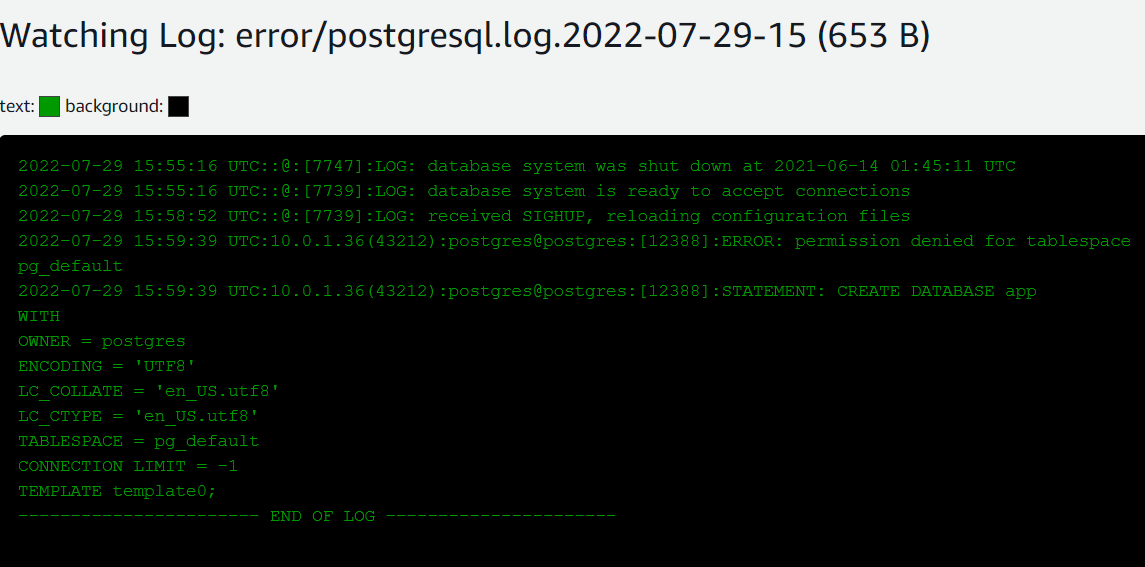 Watching Log: error/postgresql.log.2022-07-29-15 (653 B)
text: background:
2022-07-29 15:55:16 UTC::@:[7747]:LOG: database system was shut down at 2021-06-14 01:45:11 UTC
2022-07-29 15:55:16 UTC::@:[7739]:LOG: database system is ready to accept connections
2022-07-29 15:58:52 UTC::@:[7739]:LOG: received SIGHUP, reloading configuration files
2022-07-29 15:59:39 UTC:10.0.1.36(43212):postgres@postgres:[12388]:ERROR: permission denied for tablespace
pg_default
2022-07-29 15:59:39 UTC:10.0.1.36(43212):postgres@postgres:[12388]:STATEMENT: CREATE DATABASE app
WITH
OWNER = postgres
ENCODING = 'UTF8'
LC_COLLATE = 'en_US.utf8'
LC_CTYPE = 'en_US.utf8'
TABLESPACE = pg_default
CONNECTION LIMIT = -1
TEMPLATE template0;
----------------------- END OF LOG ----------------------